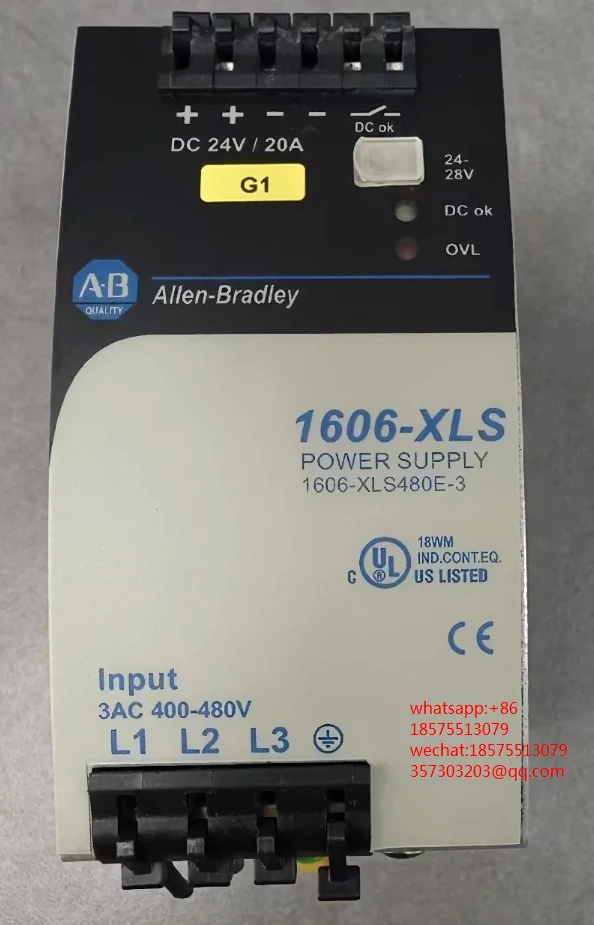 + + − −
DC ok
DC 24V / 20A
24-
28V
G1
DC ok
OVL
A-B
QUALITY
Allen-Bradley
1606-XLS
POWER SUPPLY
1606-XLS480E-3
18WM
IND.CONT.EQ.
C UL ® US LISTED
CE
Input
3AC 400-480V
L1 L2 L3
whatsapp:+86
18575513079
wechat:18575513079
357303203@qq.com